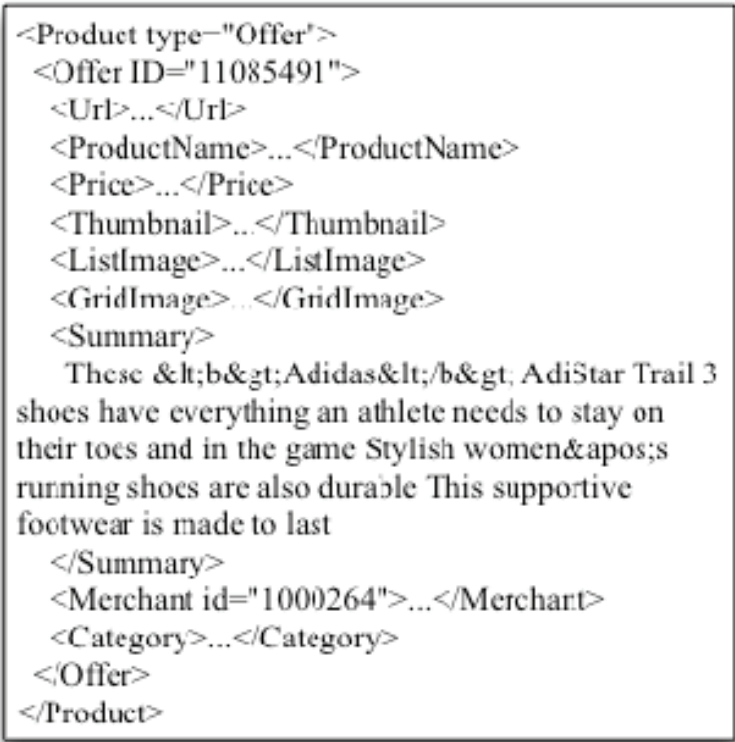 <Product type="Offer">
<Offer ID="11085491">
<Url>...</Url>
<ProductName>...</ProductName>
<Price>...</Price>
<Thumbnail>...</Thumbnail>
<ListImage>...</ListImage>
<GridImage>...</GridImage>
<Summary>
These &lt;b&gt;Adidas&lt;/b&gt; AdiStar Trail 3
shoes have everything an athlete needs to stay on
their toes and in the game Stylish women&apos;s
running shoes are also durable This supportive
footwear is made to last
</Summary>
<Merchant id="1000264">...</Merchant>
<Category>...</Category>
</Offer>
</Product>